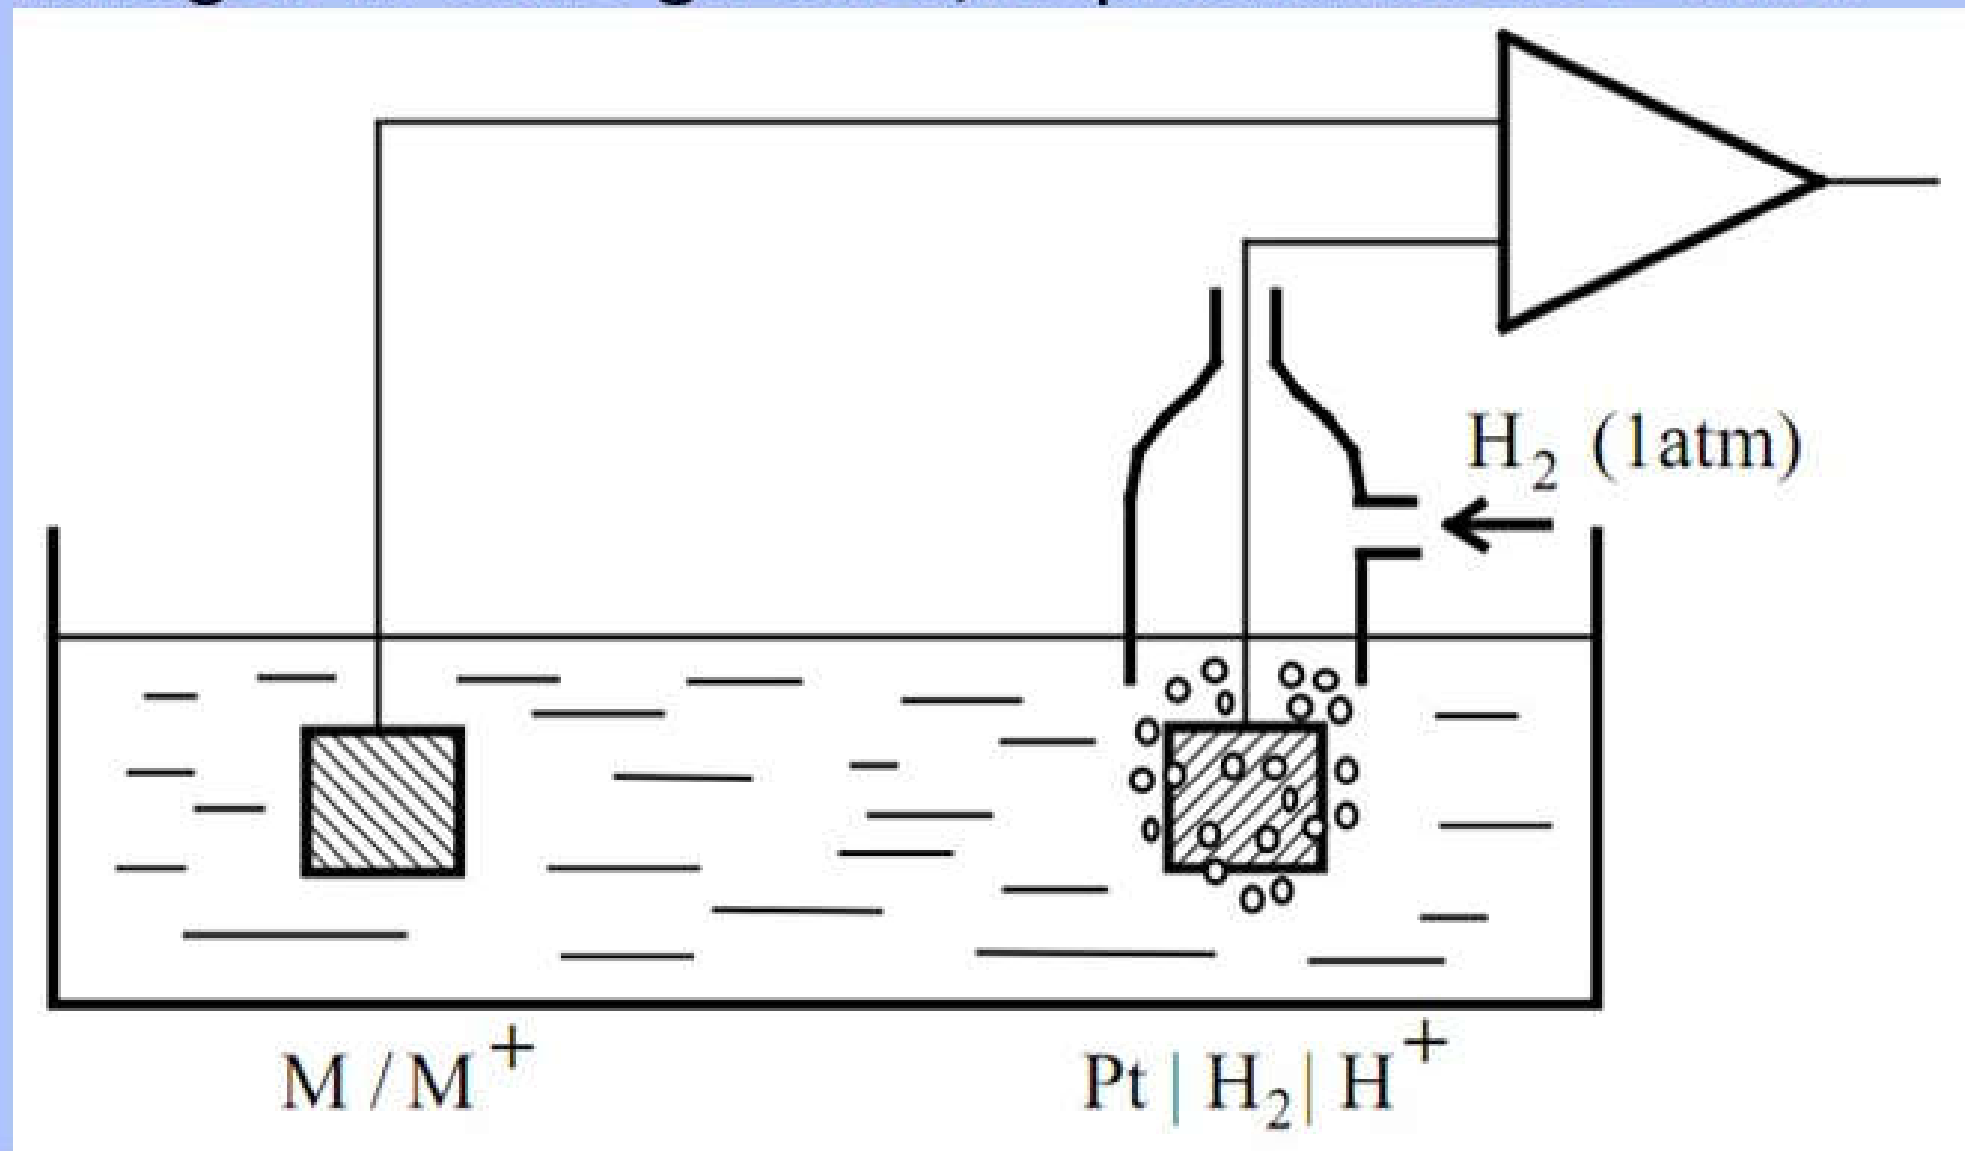 H₂ (1atm)
M / M⁺
Pt | H₂ | H⁺